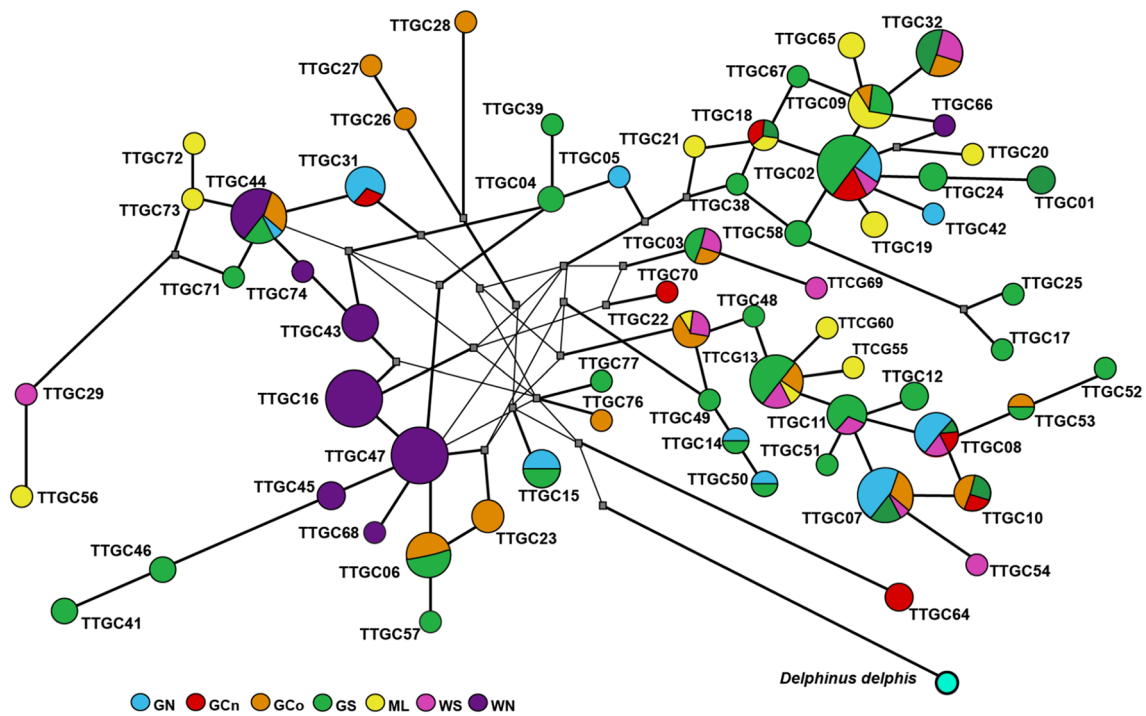 TTGC28
TTGC32
TTGC65
TTGC27
TTGC67
TTGC09
TTGC66
TTGC39
TTGC18
TTGC26
TTGC21
TTGC72
TTGC31
TTGC05
TTGC20
TTGC44
TTGC02
TTGC04
TTGC24
TTGC01
TTGC73
TTGC38
TTGC42
TTGC58
TTGC19
TTGC03
TTGC70
TTCG69
TTGC71
TTGC74
TTGC25
TTGC48
TTGC22
TTCG60
TTGC43
TTGC17
TTCG13
TTCG55
TTGC77
TTGC12
TTGC52
TTGC29
TTGC16
TTGC76
TTGC49
TTGC11
TTGC53
TTGC14
TTGC08
TTGC47
TTGC51
TTGC50
TTGC45
TTGC15
TTGC56
TTGC07
TTGC10
TTGC68
TTGC23
TTGC46
TTGC06
TTGC54
TTGC64
TTGC41
TTGC57
Delphinus delphis
GN GCn GCo GS ML WS WN